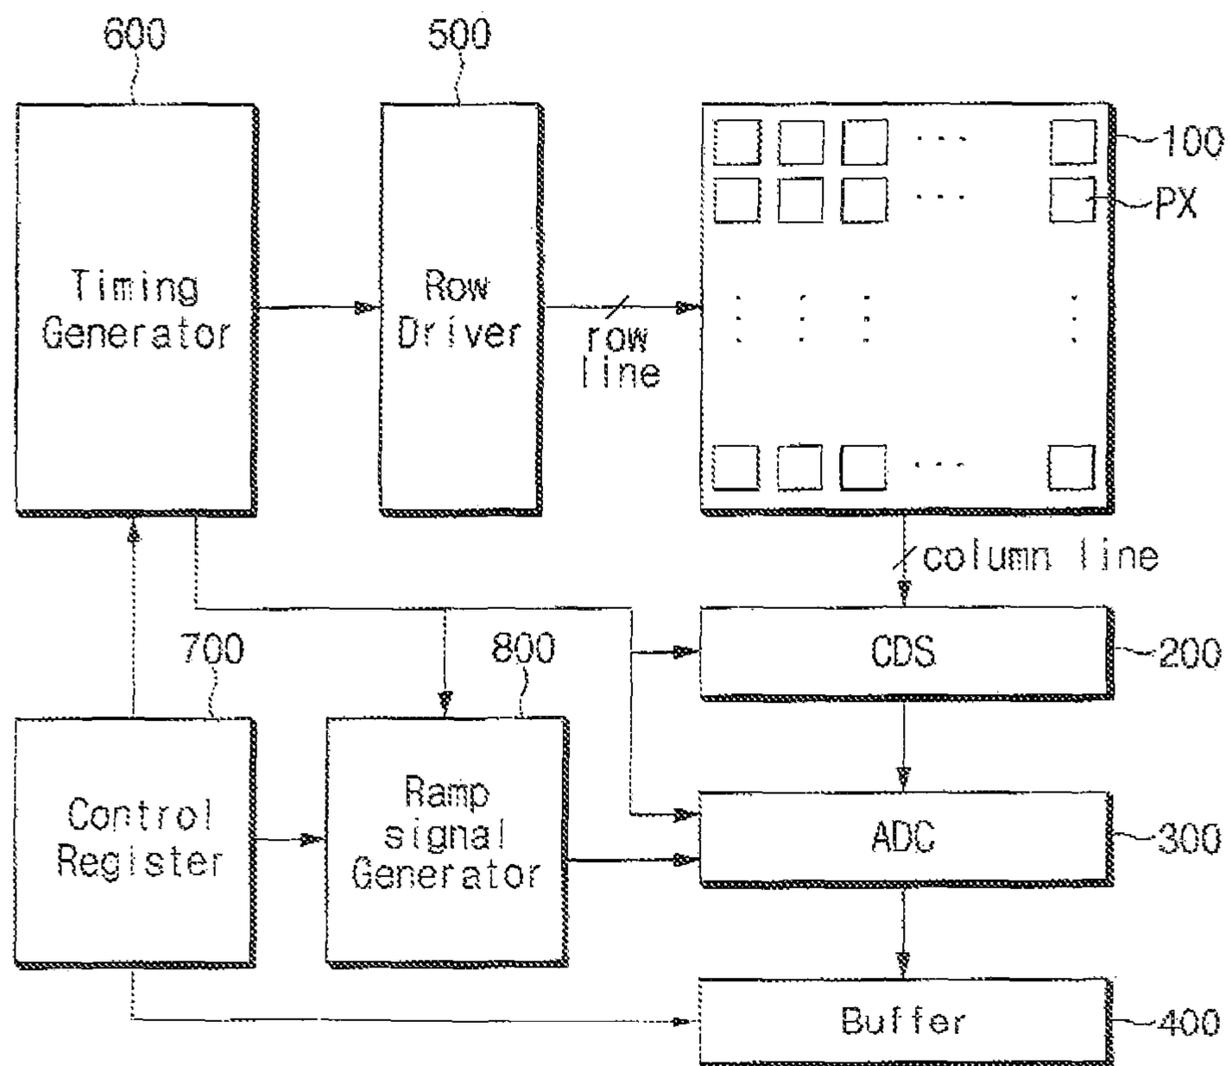 600
500
100
PX
Timing
Generator
Row
Driver
row
line
column line
700
800
CDS
200
Control
Register
Ramp
signal
Generator
ADC
300
Buffer
400